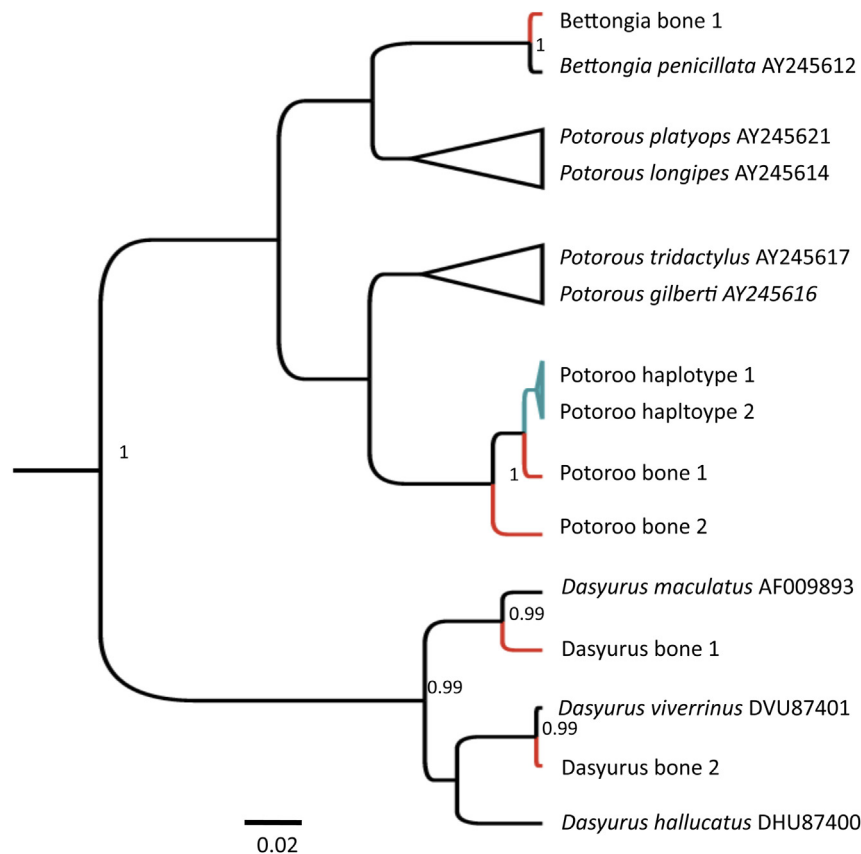 Bettongia bone 1
1
Bettongia penicillata AY245612
Potorous platyops AY245621
Potorous longipes AY245614
Potorous tridactylus AY245617
Potorous gilberti AY245616
Potoroo haplotype 1
Potoroo hapltoype 2
1
1
Potoroo bone 1
Potoroo bone 2
Dasyurus maculatus AF009893
0.99
Dasyurus bone 1
0.99
Dasyurus viverrinus DVU87401
0.99
Dasyurus bone 2
Dasyurus hallucatus DHU87400
0.02